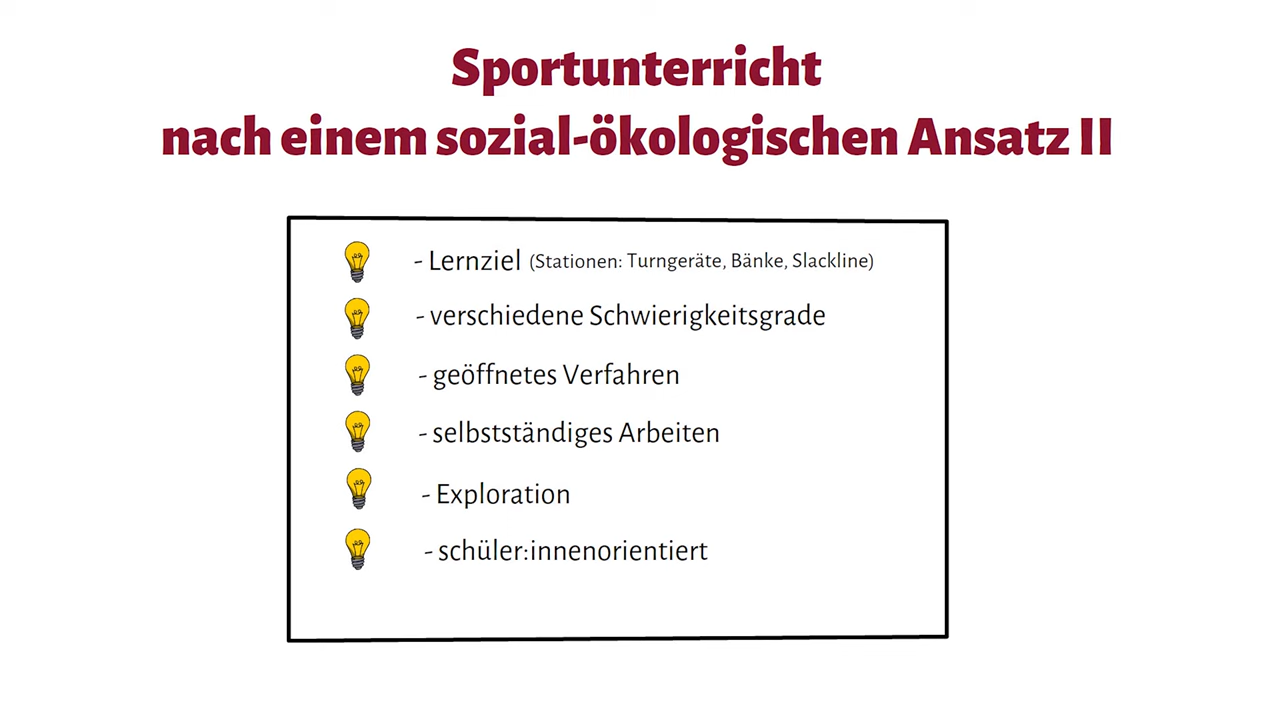 Sportunterricht
nach einem sozial-ökologischen Ansatz II
- Lernziel (Stationen: Turngeräte, Bänke, Slackline)
- verschiedene Schwierigkeitsgrade
- geöffnetes Verfahren
- selbstständiges Arbeiten
- Exploration
- schüler:innenorientiert